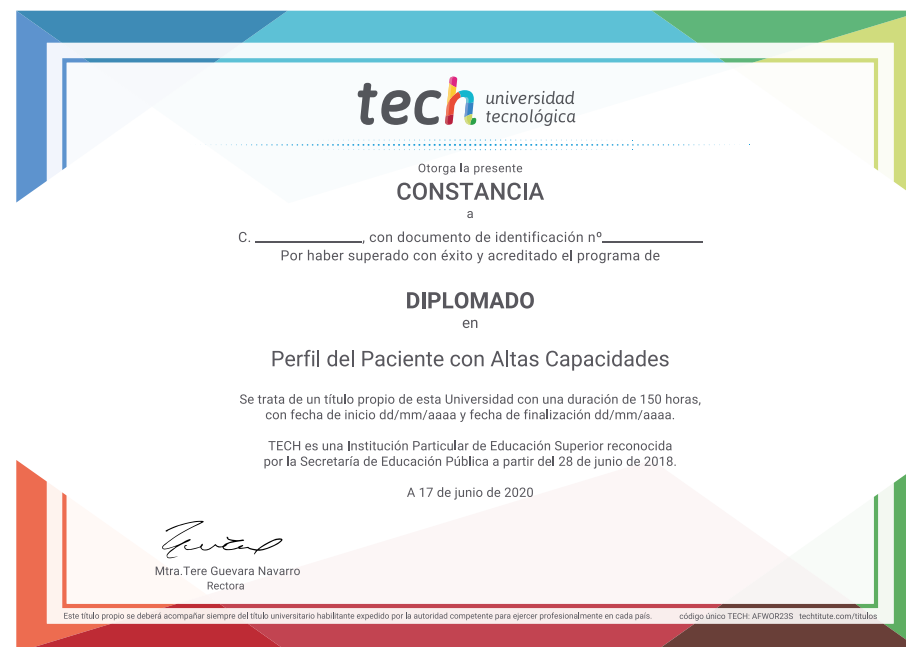 tech universidad
tecnológica
Otorga la presente
CONSTANCIA
a
C. ____________, con documento de identificación nº____________
Por haber superado con éxito y acreditado el programa de
DIPLOMADO
en
Perfil del Paciente con Altas Capacidades
Se trata de un título propio de esta Universidad con una duración de 150 horas,
con fecha de inicio dd/mm/aaaa y fecha de finalización dd/mm/aaaa.
TECH es una Institución Particular de Educación Superior reconocida
por la Secretaría de Educación Pública a partir del 28 de junio de 2018.
A 17 de junio de 2020
Mtra.Tere Guevara Navarro
Rectora
Este título propio se deberá acompañar siempre del título universitario habilitante expedido por la autoridad competente para ejercer profesionalmente en cada país. código único TECH: AFWOR23S techtitute.com/titulos